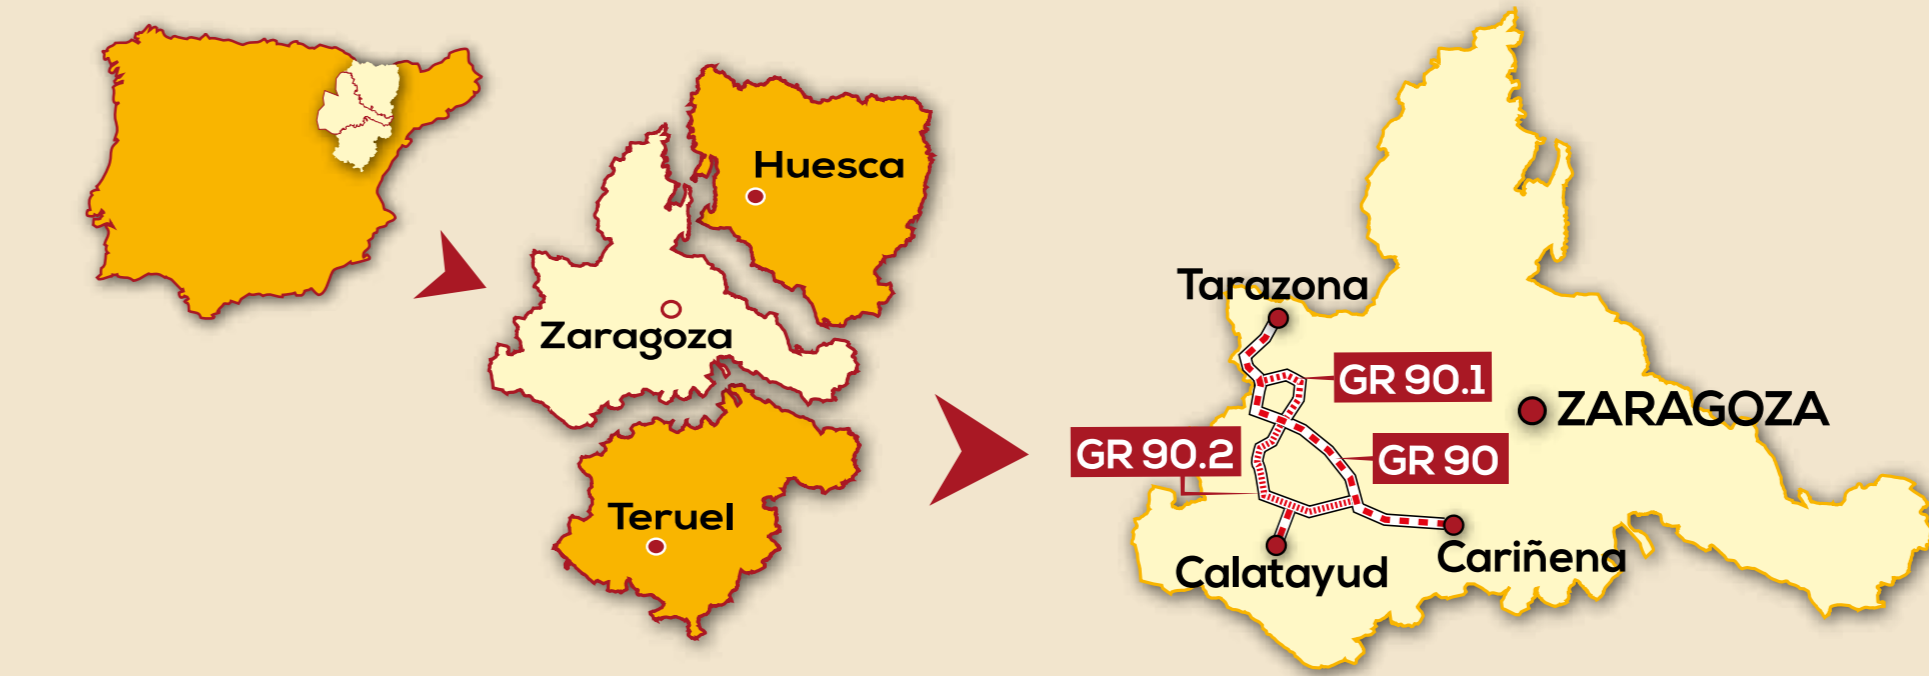 Huesca
Zaragoza
Teruel
Tarazona
GR 90.1
ZARAGOZA
GR 90.2
GR 90
Cariñena
Calatayud